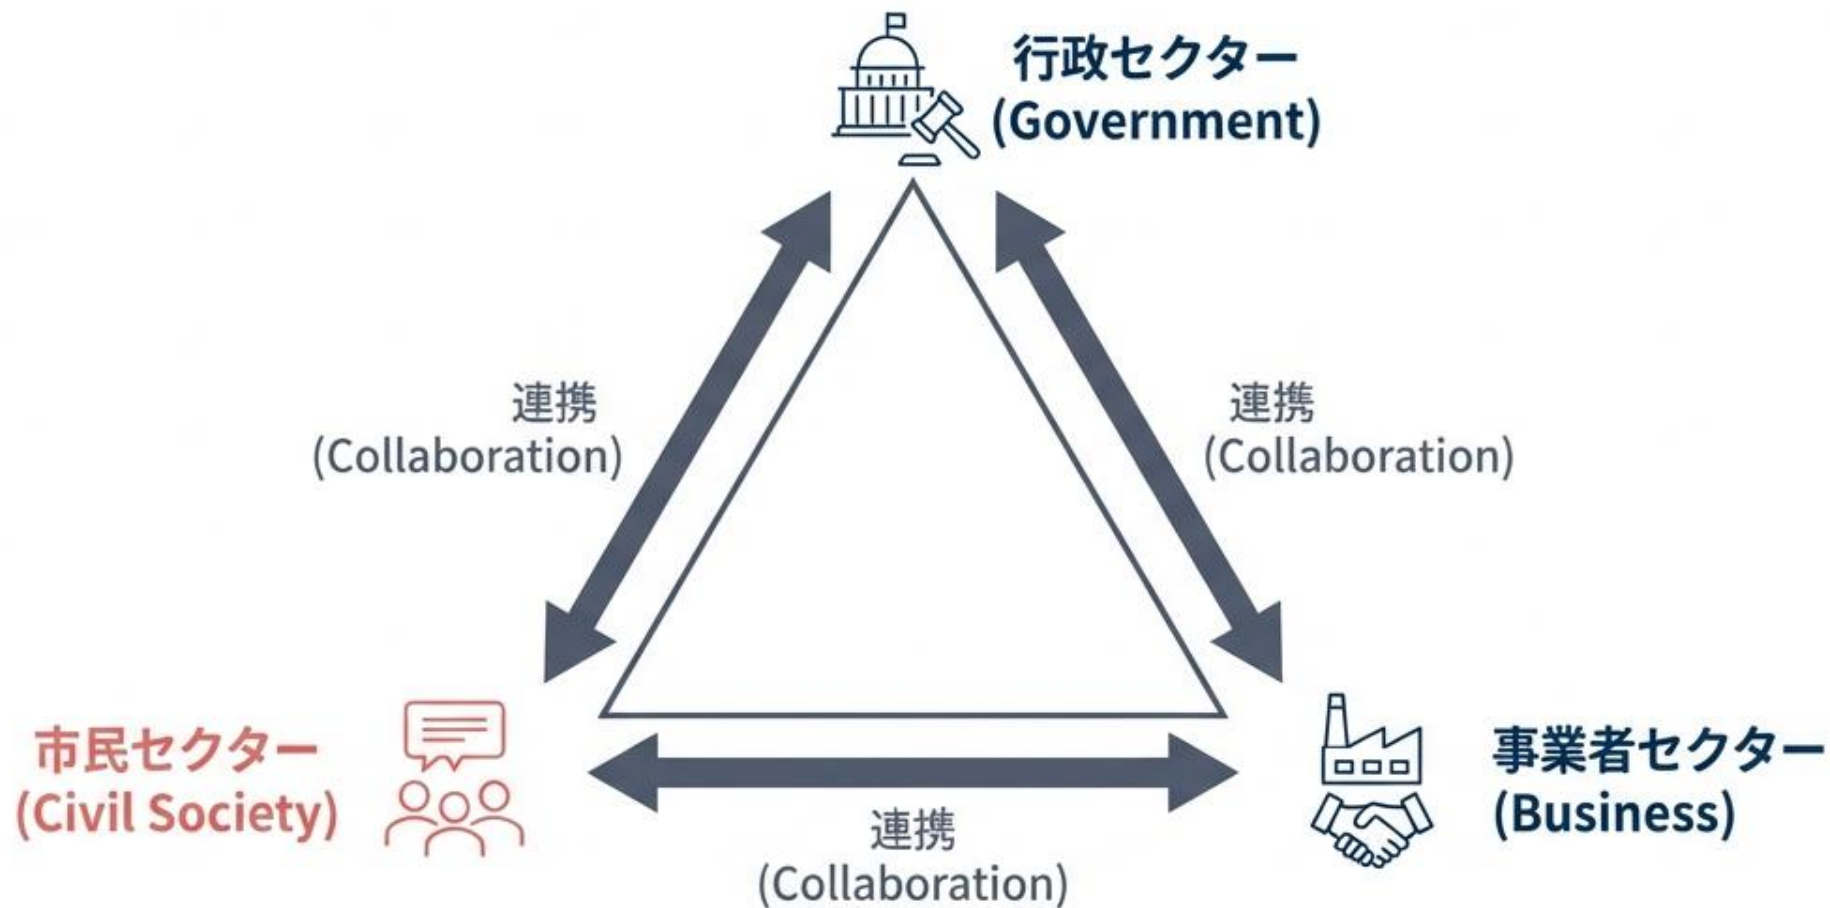 行政セクター
(Government)
連携
(Collaboration)
連携
(Collaboration)
市民セクター
(Civil Society)
事業者セクター
(Business)
連携
(Collaboration)